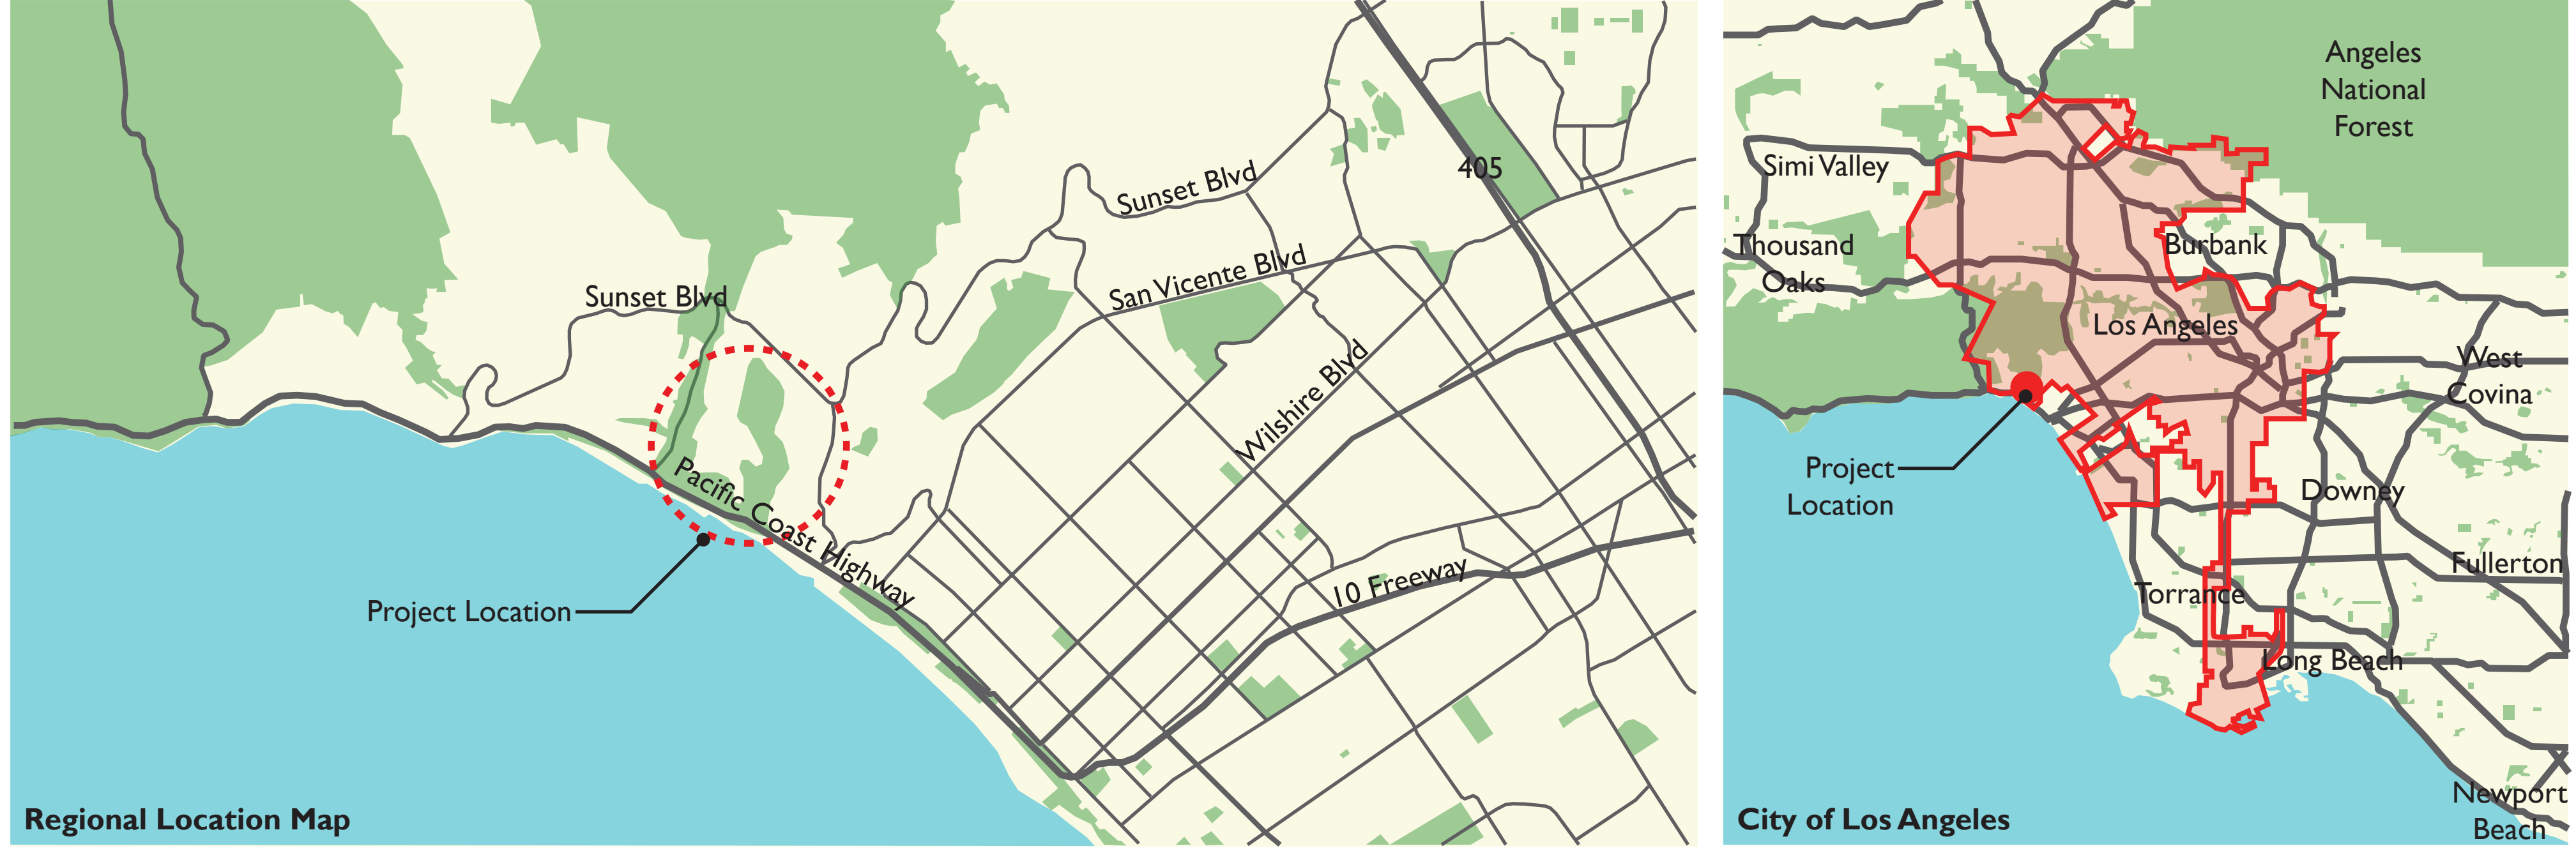 Sunset Blvd
405
San Vicente Blvd
Sunset Blvd
Wilshire Blvd
Pacific Coast Highway
10 Freeway
Project Location
Regional Location Map
Angeles
National
Forest
Simi Valley
Thousand
Oaks
Burbank
Los Angeles
West
Covina
Project
Location
Downey
Fullerton
Torrance
Long Beach
Newport
Beach
City of Los Angeles